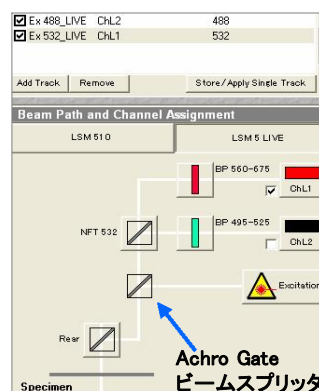 Ex 488_LIVE ChL2 488
Ex 532_LIVE ChL1 532
Add Track Remove Store/Apply Single Track
Beam Path and Channel Assignment
LSM 510 LSM 5 LIVE
BP 560-675
ChL1
BP 495-525
NFT 532
ChL2
Excitation
Rear
Achro Gate
ビームスプリッタ
Specimen